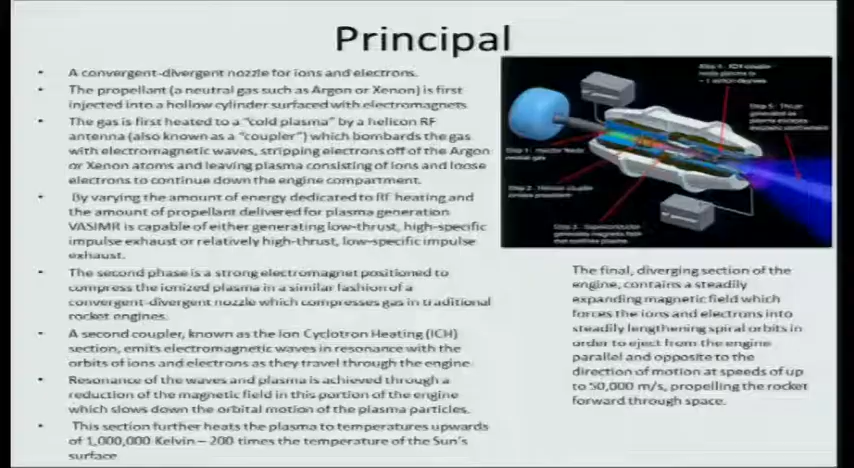 Principal
• A convergent-divergent nozzle for ions and electrons.
• The propellant (a neutral gas such as Argon or Xenon) is first
injected into a hollow cylinder surfaced with electromagnets
• The gas is first heated to a "cold plasma" by a helicon RF
antenna (also known as a "coupler") which bombards the gas
with electromagnetic waves, stripping electrons off of the Argon
or Xenon atoms and leaving plasma consisting of ions and loose
electrons to continue down the engine compartment.
• By varying the amount of energy dedicated to RF heating and
the amount of propellant delivered for plasma generation
VASIMR is capable of either generating low-thrust, high-specific
impulse exhaust or relatively high-thrust, low-specific impulse
exhaust.
• The second phase is a strong electromagnet positioned to
compress the ionized plasma in a similar fashion of a
convergent-divergent nozzle which compresses gas in traditional
rocket engines.
• A second coupler, known as the Ion Cyclotron Heating (ICH)
section, emits electromagnetic waves in resonance with the
orbits of ions and electrons as they travel through the engine
• Resonance of the waves and plasma is achieved through a
reduction of the magnetic field in this portion of the engine
which slows down the orbital motion of the plasma particles.
• This section further heats the plasma to temperatures upwards
of 1,000,000 Kelvin – 200 times the temperature of the Sun's
surface
Step 4: ICH
Step 5:
Step 1:
Step 2:
Step 3:
The final, diverging section of the
engine, contains a steadily
expanding magnetic field which
forces the ions and electrons into
steadily lengthening spiral orbits in
order to eject from the engine
parallel and opposite to the
direction of motion at speeds of up
to 50,000 m/s, propelling the rocket
forward through space.